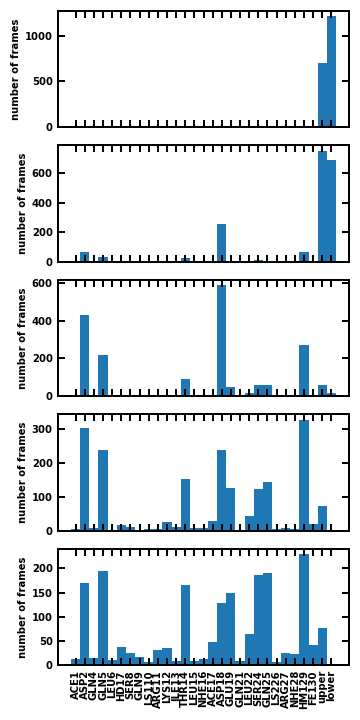 number of frames
1000
500
0
number of frames
600
400
200
0
number of frames
600
400
200
0
number of frames
300
200
100
0
number of frames
200
150
100
50
0
ACE1
ASP2
GLN4
GLN5
LEU6
HD17
SER8
GLN9
LS110
ARG11
LYS12
ILE13
THR14
LEU15
NHE16
ACE17
ASP18
GLU19
GLN21
LEU22
SER24
GLN25
LS226
ARG27
NHE28
HM129
FE130
upper
lower